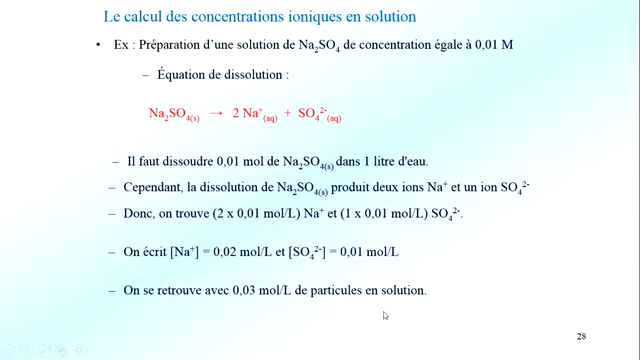 Le calcul des concentrations ioniques en solution
• Ex : Préparation d'une solution de Na₂SO₄ de concentration égale à 0,01 M
– Équation de dissolution :
Na₂SO₄₍ₛ₎ → 2 Na⁺₍aq₎ + SO₄²⁻₍aq₎
– Il faut dissoudre 0,01 mol de Na₂SO₄₍ₛ₎ dans 1 litre d'eau.
– Cependant, la dissolution de Na₂SO₄₍ₛ₎ produit deux ions Na⁺ et un ion SO₄²⁻
– Donc, on trouve (2 x 0,01 mol/L) Na⁺ et (1 x 0,01 mol/L) SO₄²⁻.
– On écrit [Na⁺] = 0,02 mol/L et [SO₄²⁻] = 0,01 mol/L
– On se retrouve avec 0,03 mol/L de particules en solution.
28